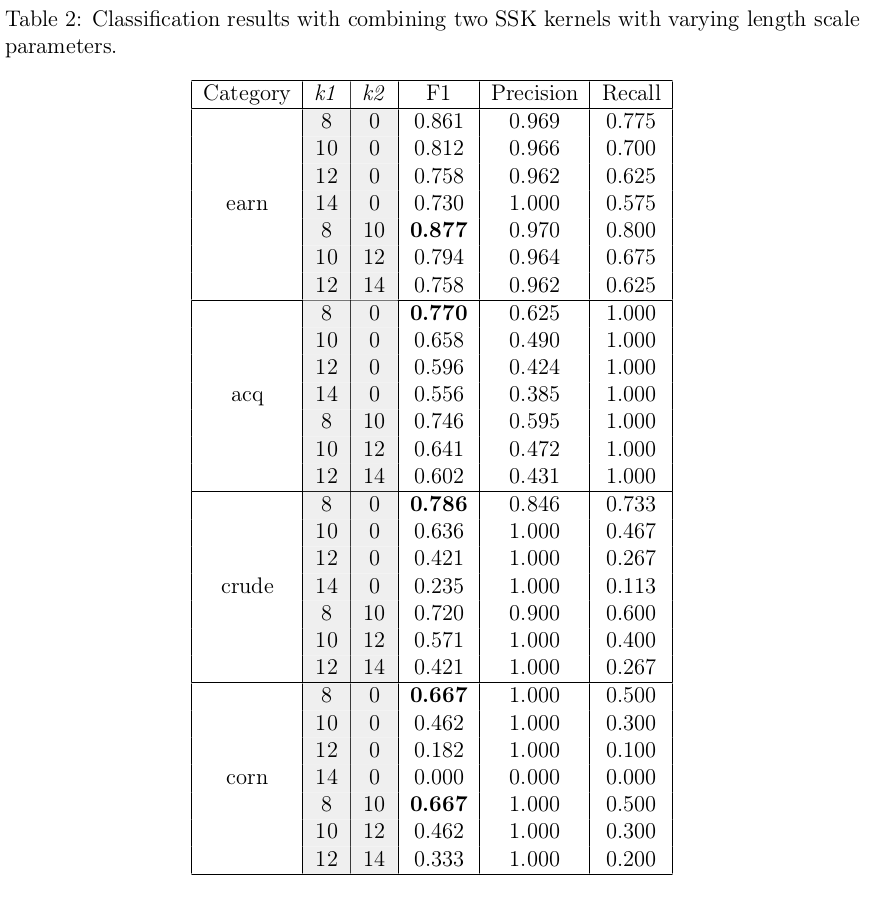 Table 2: Classification results with combining two SSK kernels with varying length scale
parameters.
Category k1 k2 F1 Precision Recall
8 0 0.861 0.969 0.775
10 0 0.812 0.966 0.700
12 0 0.758 0.962 0.625
earn 14 0 0.730 1.000 0.575
8 10 0.877 0.970 0.800
10 12 0.794 0.964 0.675
12 14 0.758 0.962 0.625
8 0 0.770 0.625 1.000
10 0 0.658 0.490 1.000
12 0 0.596 0.424 1.000
acq 14 0 0.556 0.385 1.000
8 10 0.746 0.595 1.000
10 12 0.641 0.472 1.000
12 14 0.602 0.431 1.000
8 0 0.786 0.846 0.733
10 0 0.636 1.000 0.467
12 0 0.421 1.000 0.267
crude 14 0 0.235 1.000 0.113
8 10 0.720 0.900 0.600
10 12 0.571 1.000 0.400
12 14 0.421 1.000 0.267
8 0 0.667 1.000 0.500
10 0 0.462 1.000 0.300
12 0 0.182 1.000 0.100
corn 14 0 0.000 0.000 0.000
8 10 0.667 1.000 0.500
10 12 0.462 1.000 0.300
12 14 0.333 1.000 0.200